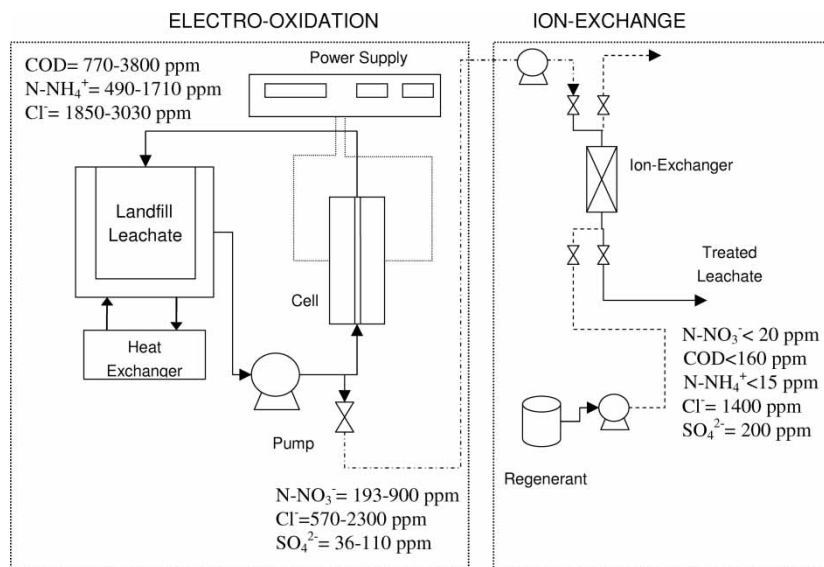 ELECTRO-OXIDATION
ION-EXCHANGE
COD= 770-3800 ppm
N-NH₄⁺= 490-1710 ppm
Cl⁻= 1850-3030 ppm
Power Supply
Landfill
Leachate
Cell
Heat
Exchanger
Pump
N-NO₃⁻= 193-900 ppm
Cl⁻=570-2300 ppm
SO₄²⁻= 36-110 ppm
Ion-Exchanger
Treated
Leachate
N-NO₃⁻< 20 ppm
COD<160 ppm
N-NH₄⁺<15 ppm
Cl⁻= 1400 ppm
SO₄²⁻= 200 ppm
Regenerant